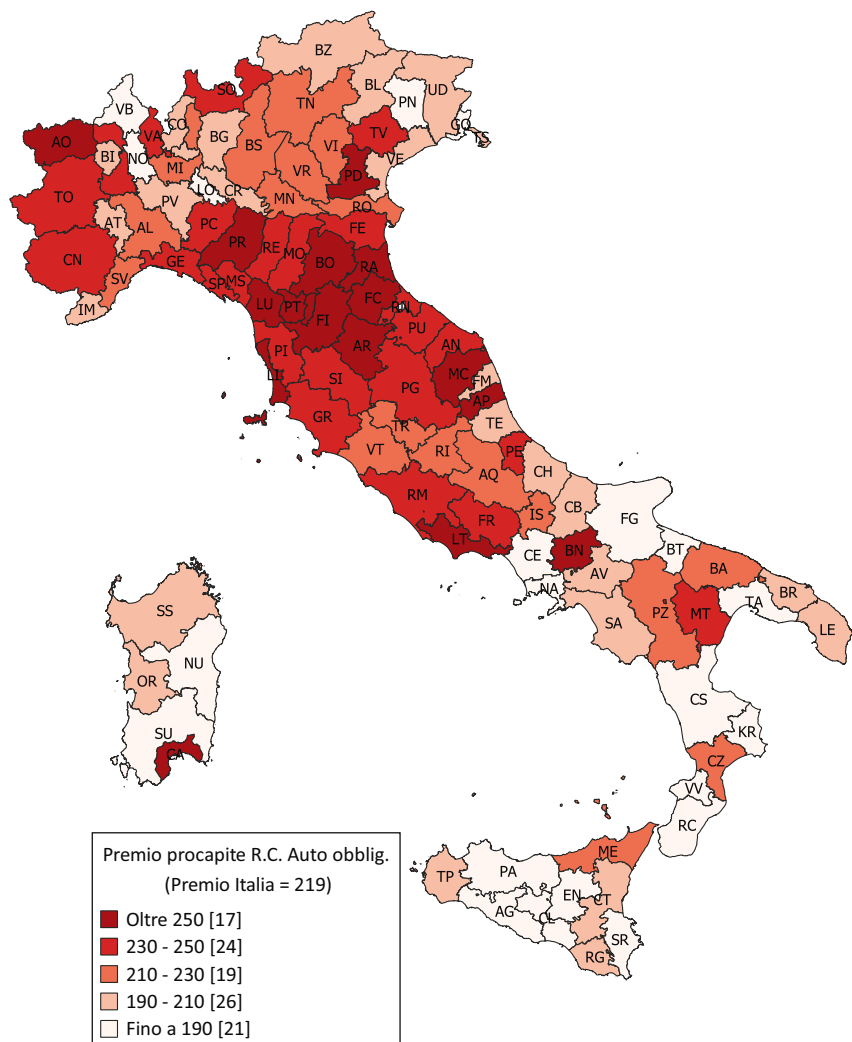 BZ
BL
UD
PN
VB
SO
TN
CO
GO
TS
AO
VA
BG
TV
BI
NO
BS
VI
VE
MI
VR
PD
TO
LO
CR
PV
MN
RO
AT
AL
PC
FE
PR
RE
MO
CN
GE
BO
RA
SV
SP
MS
FC
IM
LU
PT
RN
FI
PU
AR
AN
PI
LI
MC
FM
SI
PG
AP
GR
TE
TR
VT
RI
PE
CH
AQ
RM
CB
IS
FR
FG
LT
CE
BN
BT
BA
AV
NA
BR
SS
PZ
MT
TA
SA
LE
NU
OR
CS
SU
KR
CA
CZ
VV
RC
ME
PA
TP
EN
CT
AG
CL
SR
RG
Premio procapite R.C. Auto obblig.
(Premio Italia = 219)
Oltre 250 [17]
230 - 250 [24]
210 - 230 [19]
190 - 210 [26]
Fino a 190 [21]